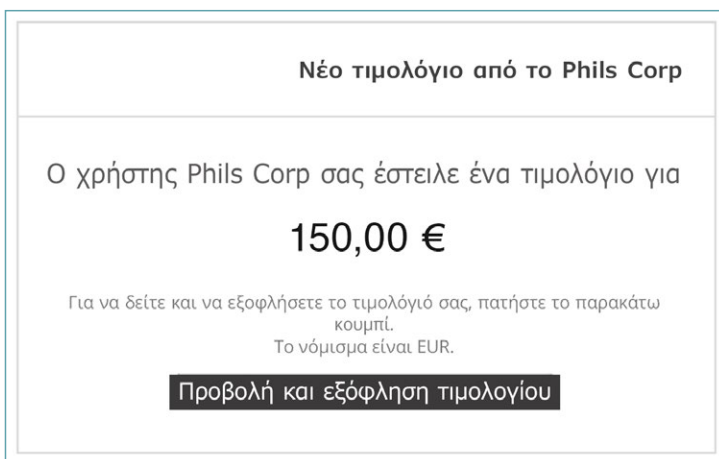 Νέο τιμολόγιο από το Phils Corp
Ο χρήστης Phils Corp σας έστειλε ένα τιμολόγιο για
150,00 €
Για να δείτε και να εξοφλήσετε το τιμολόγιό σας, πατήστε το παρακάτω
κουμπί.
Το νόμισμα είναι EUR.
Προβολή και εξόφληση τιμολογίου